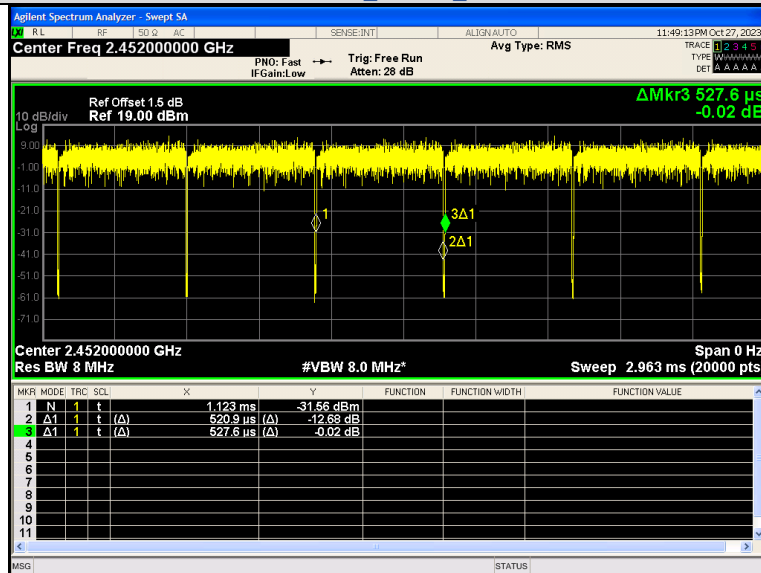 Agilent Spectrum Analyzer - Swept SA
LXI RL RF 50 Ω AC SENSE:INT ALIGN AUTO 11:49:13 PM Oct 27, 2023
Center Freq 2.452000000 GHz Avg Type: RMS TRACE 1 2 3 4 5
PNO: Fast Trig: Free Run TYPE WWWWW
IFGain:Low Atten: 28 dB DET A A A A A
ΔMkr3 527.6 µs
-0.02 dB
Ref Offset 1.5 dB
10 dB/div Ref 19.00 dBm
Log
9.00
-1.00
-11.0
-21.0
1 3Δ1
-31.0
2Δ1
-41.0
-51.0
-61.0
-71.0
Center 2.452000000 GHz Span 0 Hz
Res BW 8 MHz #VBW 8.0 MHz* Sweep 2.963 ms (20000 pts
MKR MODE TRC SCL X Y FUNCTION FUNCTION WIDTH FUNCTION VALUE
1 N 1 t 1.123 ms -31.56 dBm
2 Δ1 1 t (Δ) 520.9 µs (Δ) -12.68 dB
3 Δ1 1 t (Δ) 527.6 µs (Δ) -0.02 dB
4
5
6
7
8
9
10
11
MSG STATUS